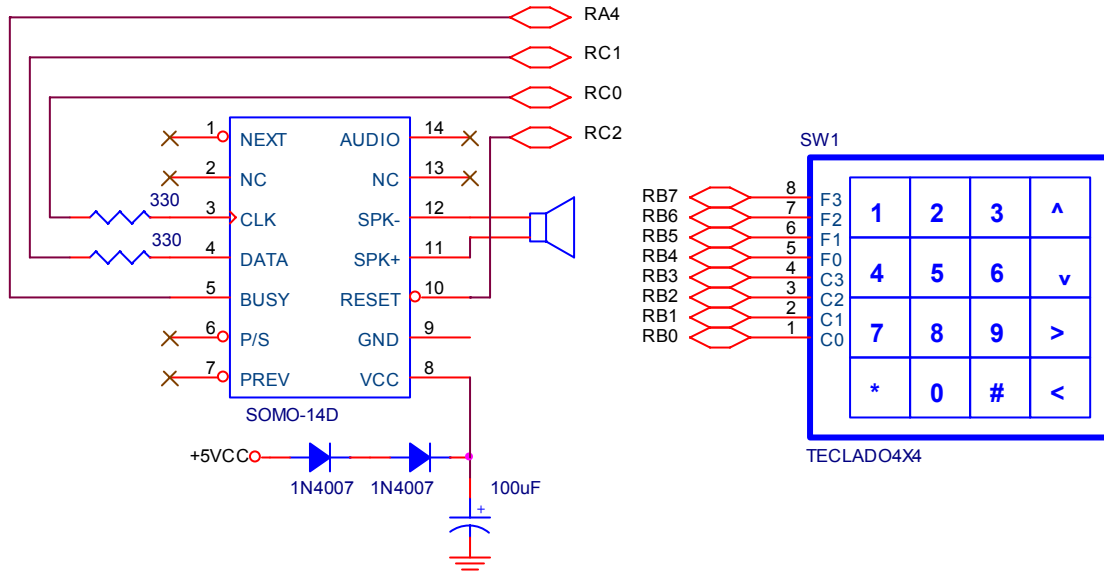 RA4
RC1
RC0
RC2
1 NEXT AUDIO 14
2 NC NC 13
330
3 CLK SPK- 12
330
4 DATA SPK+ 11
5 BUSY RESET 10
6 P/S GND 9
7 PREV VCC 8
SOMO-14D
+5VCC
1N4007 1N4007 100uF
+
SW1
RB7 8 F3
RB6 7 F2
RB5 6 F1
RB4 5 F0
RB3 4 C3
RB2 3 C2
RB1 2 C1
RB0 1 C0
1 2 3 ^
4 5 6 v
7 8 9 >
* 0 # <
TECLADO4X4